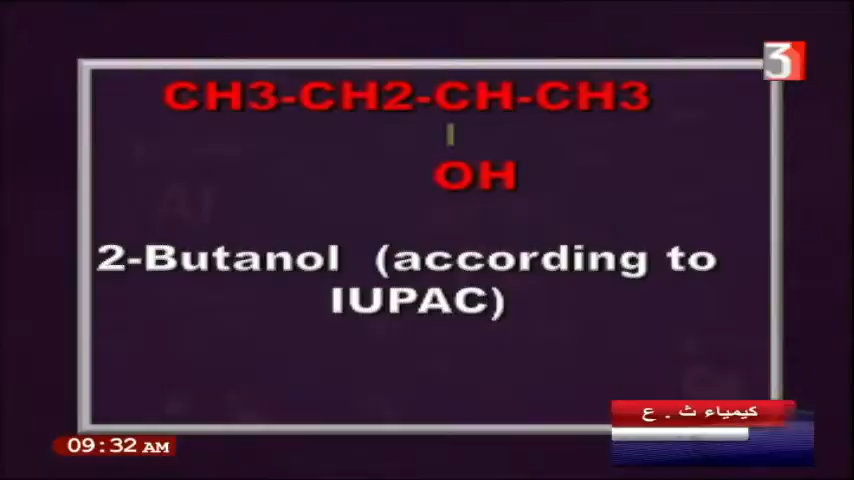 3
CH3-CH2-CH-CH3
OH
2-Butanol (according to
IUPAC)
كيمياء ث . ع
09:32 AM